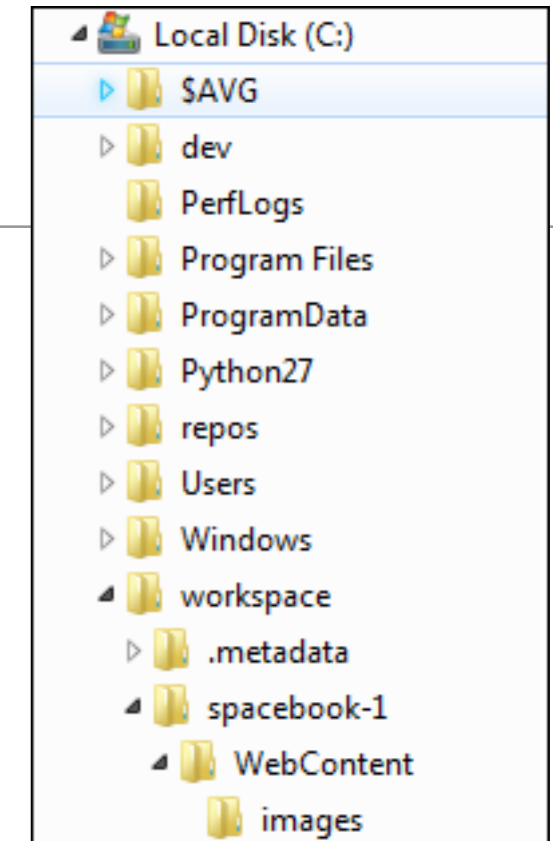 Local Disk (C:)
$AVG
dev
PerfLogs
Program Files
ProgramData
Python27
repos
Users
Windows
workspace
.metadata
spacebook-1
WebContent
images